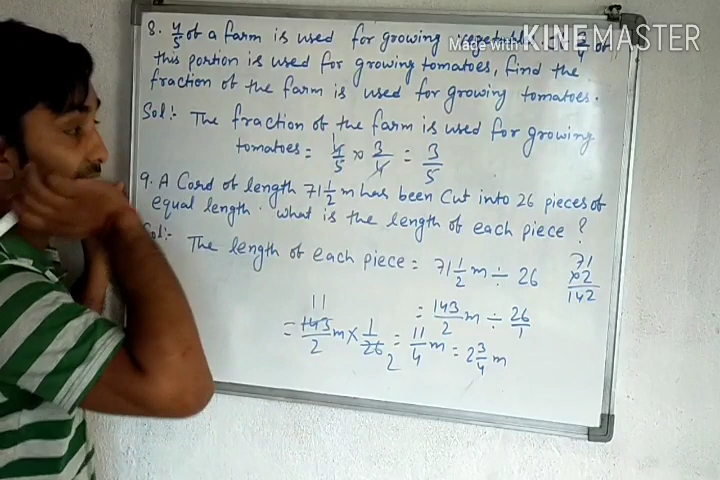 8. 4/5 of a farm is used for growing vegetables
Made with KINEMASTER
3/4 of
this portion is used for growing tomatoes, find the
fraction of the farm is used for growing tomatoes.
Sol:- The fraction of the farm is used for growing
tomatoes = 4/5 × 3/4 = 3/5
9. A Cord of length 71 1/2 m has been Cut into 26 pieces of
equal length. What is the length of each piece?
Sol:- The length of each piece = 71 1/2 m ÷ 26
71
×2
142
= 143/2 m ÷ 26/1
11
= 143/2 m × 1/26 = 11/4 m = 2 3/4 m
2